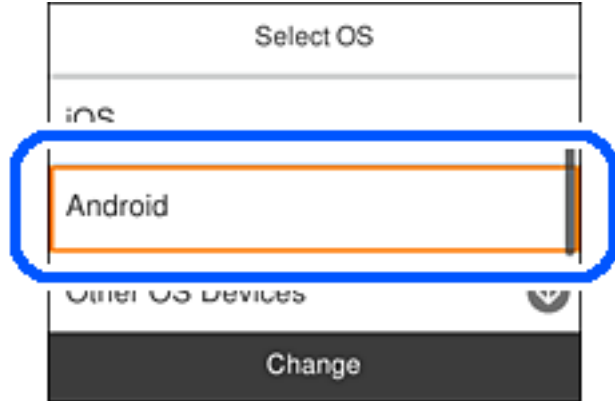 Select OS
iOS
Android
Other OS Devices
Change